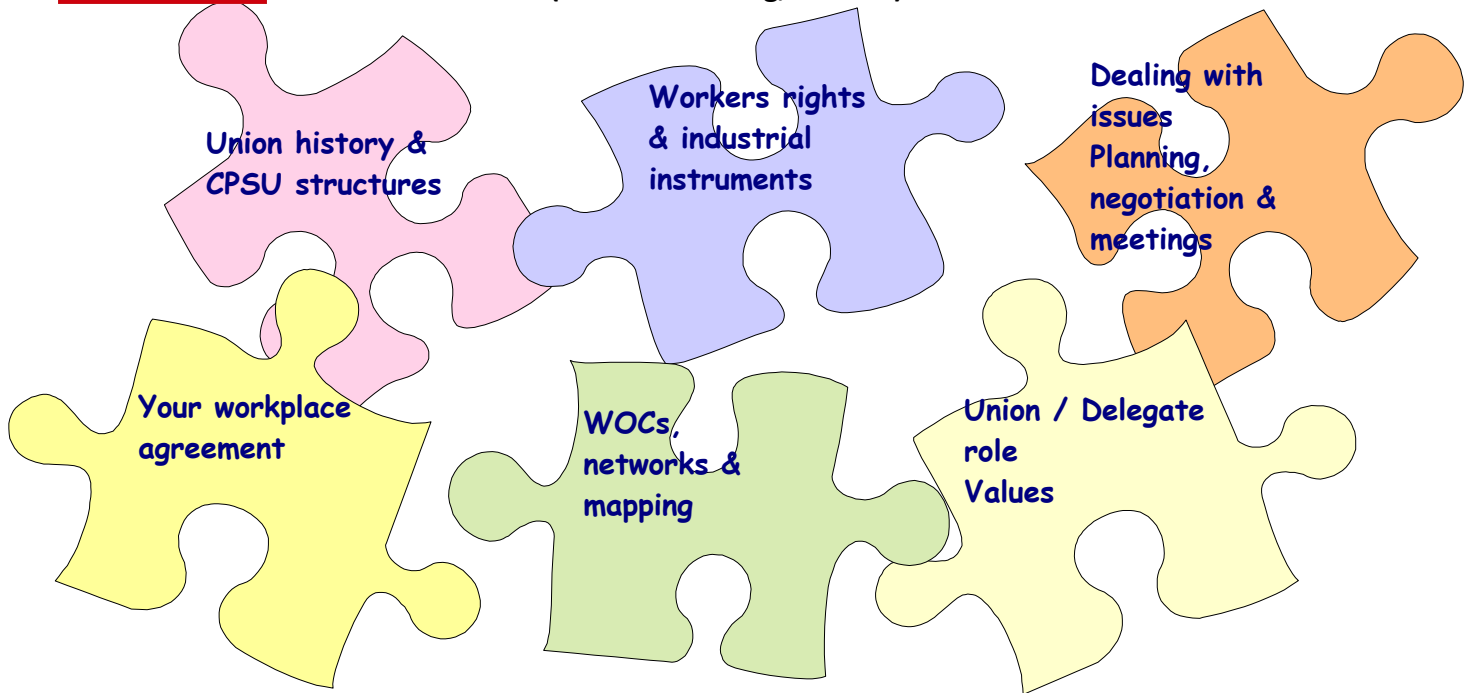 Union history &
CPSU structures
Workers rights
& industrial
instruments
Dealing with
issues
Planning,
negotiation &
meetings
Your workplace
agreement
WOCs,
networks &
mapping
Union / Delegate
role
Values